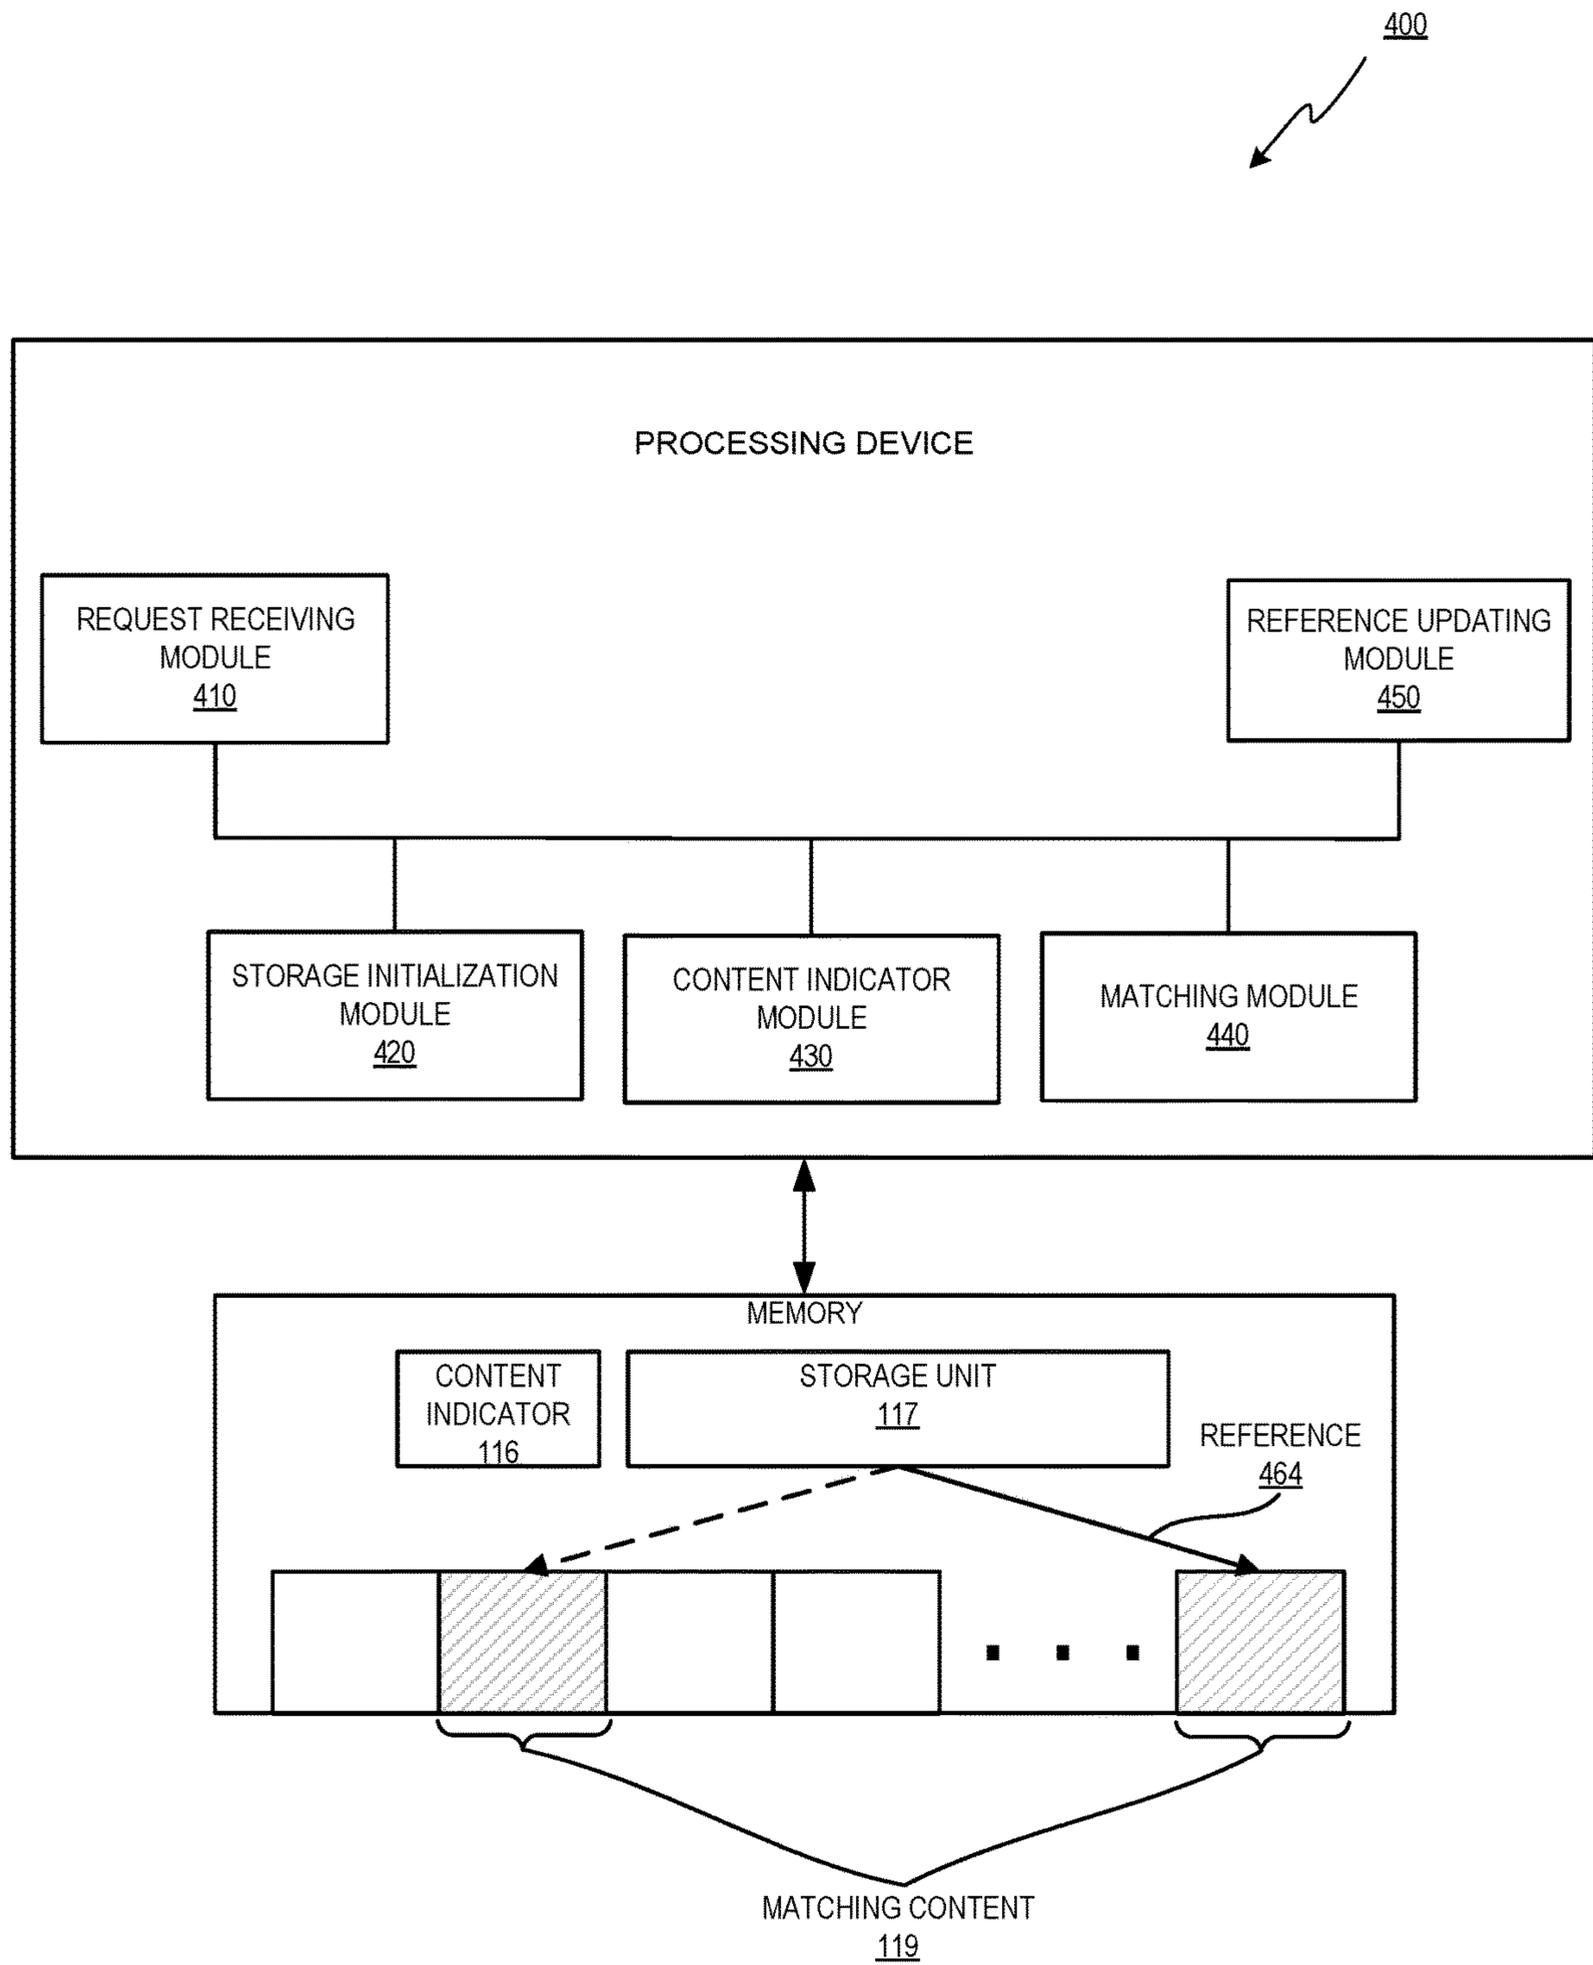 400
PROCESSING DEVICE
REQUEST RECEIVING
MODULE
410
REFERENCE UPDATING
MODULE
450
STORAGE INITIALIZATION
MODULE
420
CONTENT INDICATOR
MODULE
430
MATCHING MODULE
440
MEMORY
CONTENT
INDICATOR
116
STORAGE UNIT
117
REFERENCE
464
MATCHING CONTENT
119